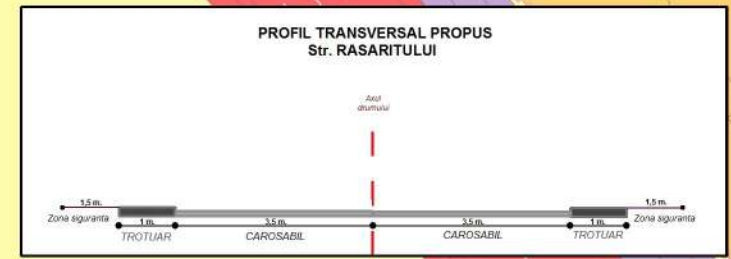 PROFIL TRANSVERSAL PROPUS
Str. RASARITULUI
Axul
drumului
1,5 m. 1,5 m.
Zona siguranta 1 m. 3,5 m. 3,5 m. 1 m. Zona siguranta
TROTUAR CAROSABIL CAROSABIL TROTUAR